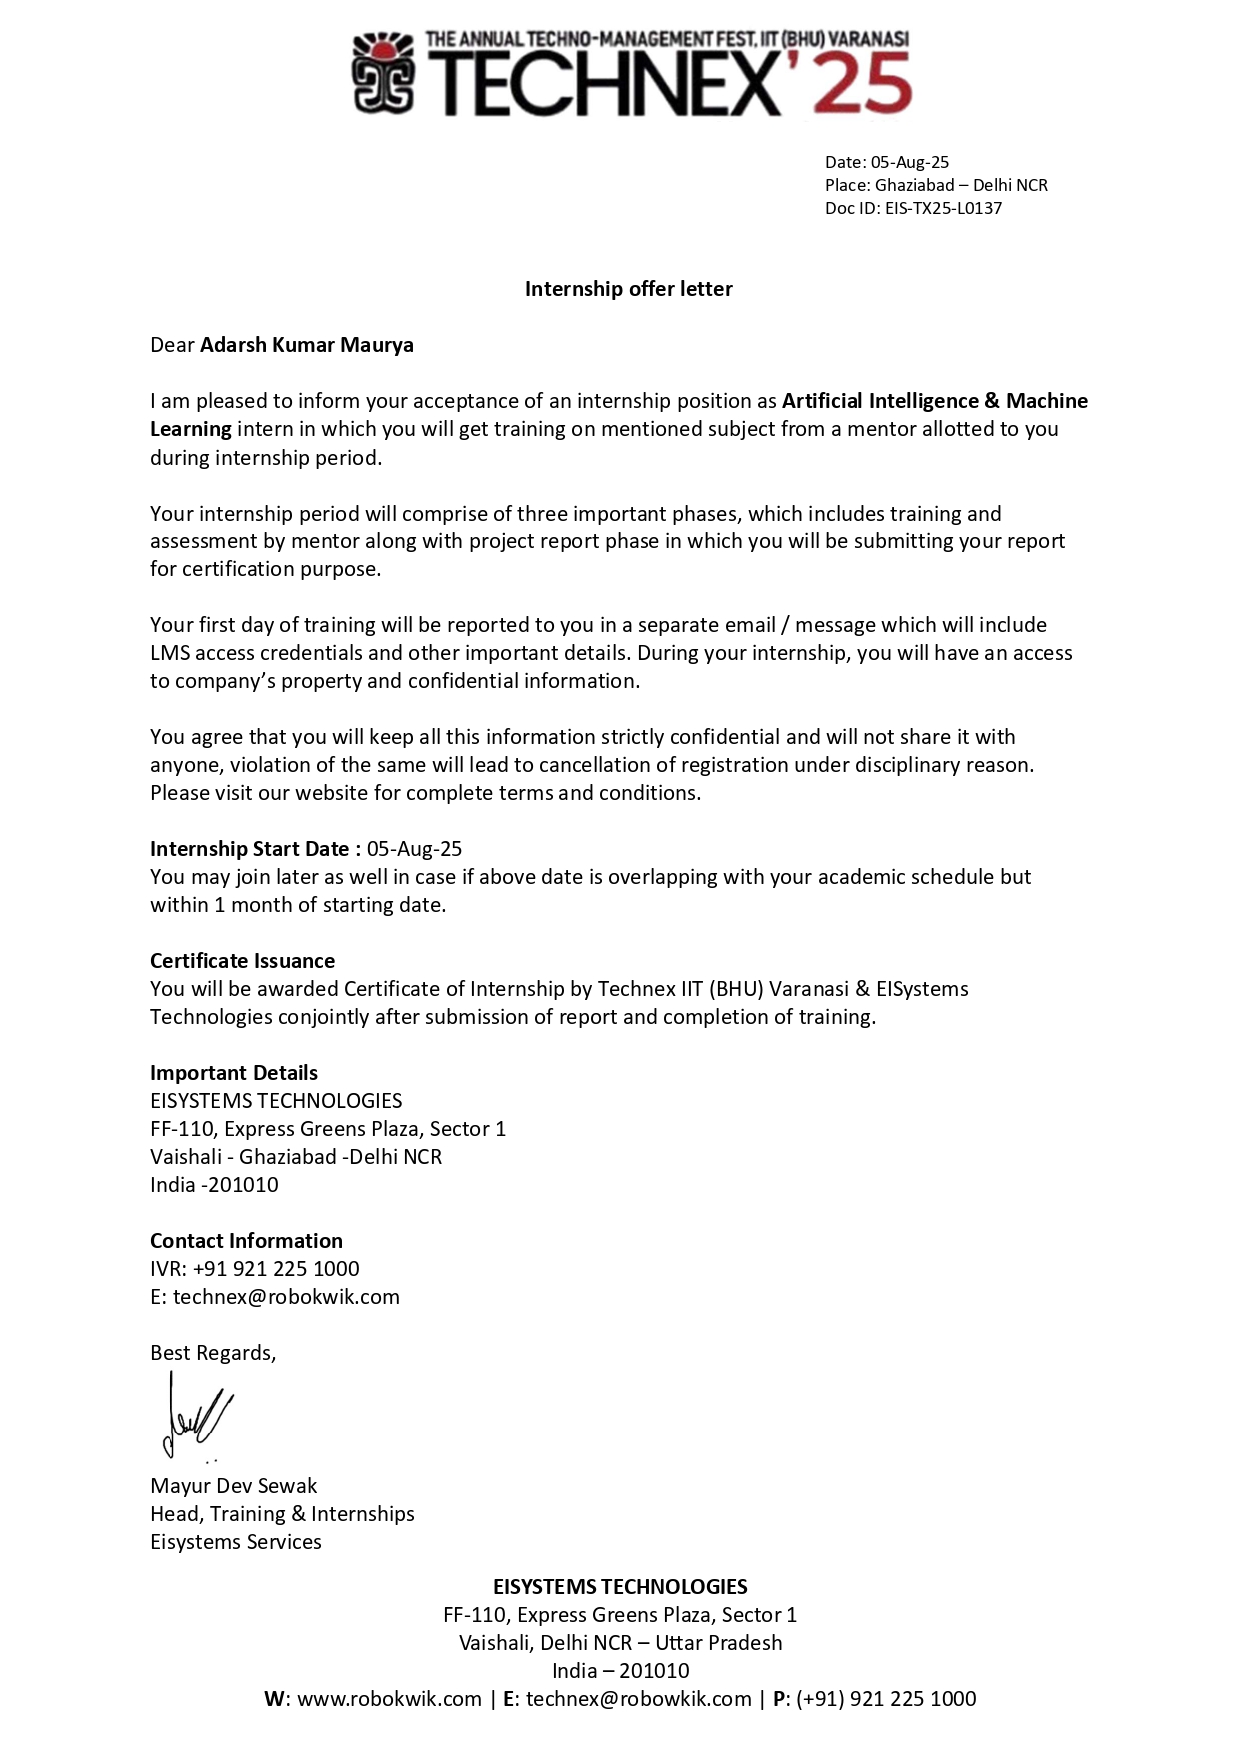 THE ANNUAL TECHNO-MANAGEMENT FEST, IIT (BHU) VARANASI
TECHNEX'25
Date: 05-Aug-25
Place: Ghaziabad – Delhi NCR
Doc ID: EIS-TX25-L0137
Internship offer letter
Dear Adarsh Kumar Maurya
I am pleased to inform your acceptance of an internship position as Artificial Intelligence & Machine
Learning intern in which you will get training on mentioned subject from a mentor allotted to you
during internship period.
Your internship period will comprise of three important phases, which includes training and
assessment by mentor along with project report phase in which you will be submitting your report
for certification purpose.
Your first day of training will be reported to you in a separate email / message which will include
LMS access credentials and other important details. During your internship, you will have an access
to company’s property and confidential information.
You agree that you will keep all this information strictly confidential and will not share it with
anyone, violation of the same will lead to cancellation of registration under disciplinary reason.
Please visit our website for complete terms and conditions.
Internship Start Date : 05-Aug-25
You may join later as well in case if above date is overlapping with your academic schedule but
within 1 month of starting date.
Certificate Issuance
You will be awarded Certificate of Internship by Technex IIT (BHU) Varanasi & EISystems
Technologies conjointly after submission of report and completion of training.
Important Details
EISYSTEMS TECHNOLOGIES
FF-110, Express Greens Plaza, Sector 1
Vaishali - Ghaziabad -Delhi NCR
India -201010
Contact Information
IVR: +91 921 225 1000
E: technex@robokwik.com
Best Regards,
Mayur Dev Sewak
Head, Training & Internships
Eisystems Services
EISYSTEMS TECHNOLOGIES
FF-110, Express Greens Plaza, Sector 1
Vaishali, Delhi NCR – Uttar Pradesh
India – 201010
W: www.robokwik.com | E: technex@robowkik.com | P: (+91) 921 225 1000